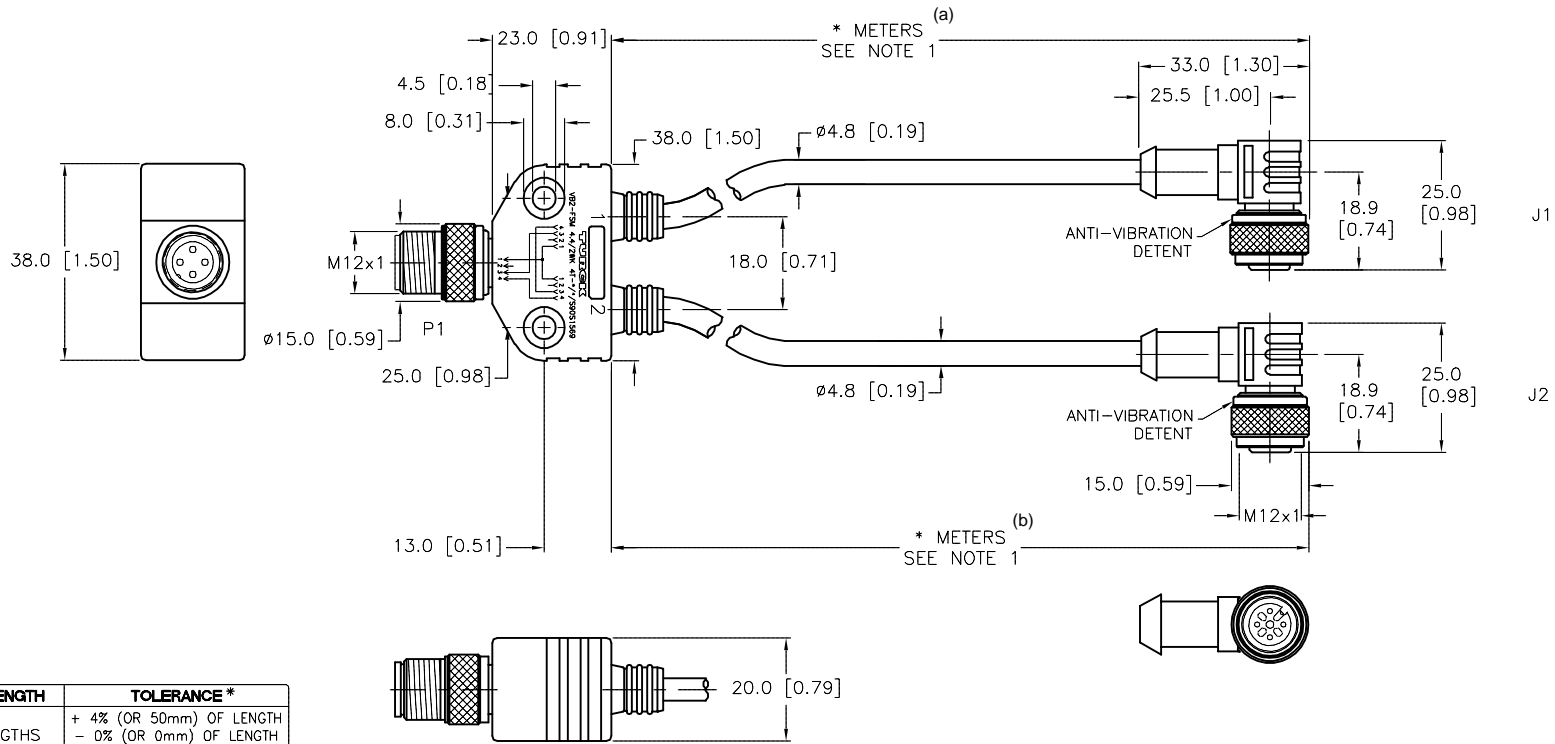 (a)
* METERS
SEE NOTE 1
23.0 [0.91]
33.0 [1.30]
4.5 [0.18]
25.5 [1.00]
8.0 [0.31]
38.0 [1.50]
ø4.8 [0.19]
25.0
[0.98]
18.9
[0.74]
J1
ANTI-VIBRATION
DETENT
38.0 [1.50]
M12x1
1
TURCK
2
18.0 [0.71]
P1
ø15.0 [0.59]
25.0 [0.98]
ø4.8 [0.19]
18.9
[0.74]
25.0
[0.98]
J2
ANTI-VIBRATION
DETENT
15.0 [0.59]
M12x1
13.0 [0.51]
(b)
* METERS
SEE NOTE 1
20.0 [0.79]
ENGTH TOLERANCE *
GTHS + 4% (OR 50mm) OF LENGTH
- 0% (OR 0mm) OF LENGTH